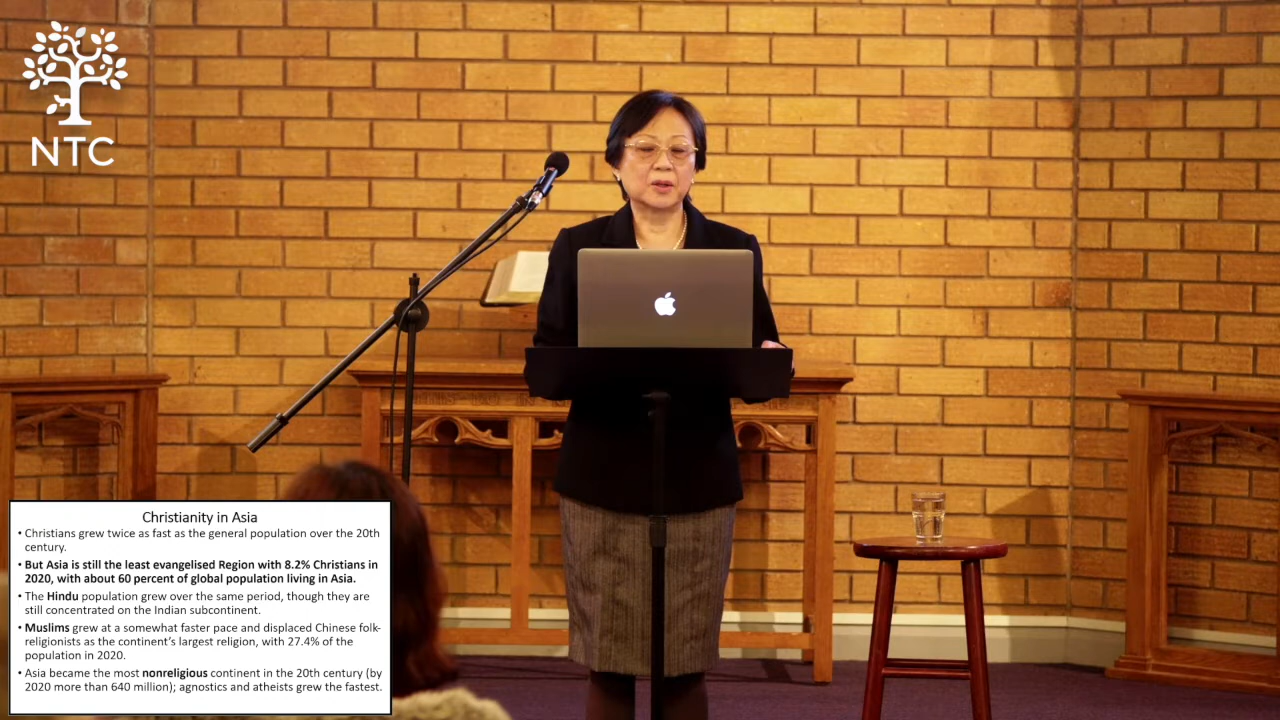 NTC
Christianity in Asia
• Christians grew twice as fast as the general population over the 20th
century.
• But Asia is still the least evangelised Region with 8.2% Christians in
2020, with about 60 percent of global population living in Asia.
• The Hindu population grew over the same period, though they are
still concentrated on the Indian subcontinent.
• Muslims grew at a somewhat faster pace and displaced Chinese folk-
religionists as the continent's largest religion, with 27.4% of the
population in 2020.
• Asia became the most nonreligious continent in the 20th century (by
2020 more than 640 million); agnostics and atheists grew the fastest.